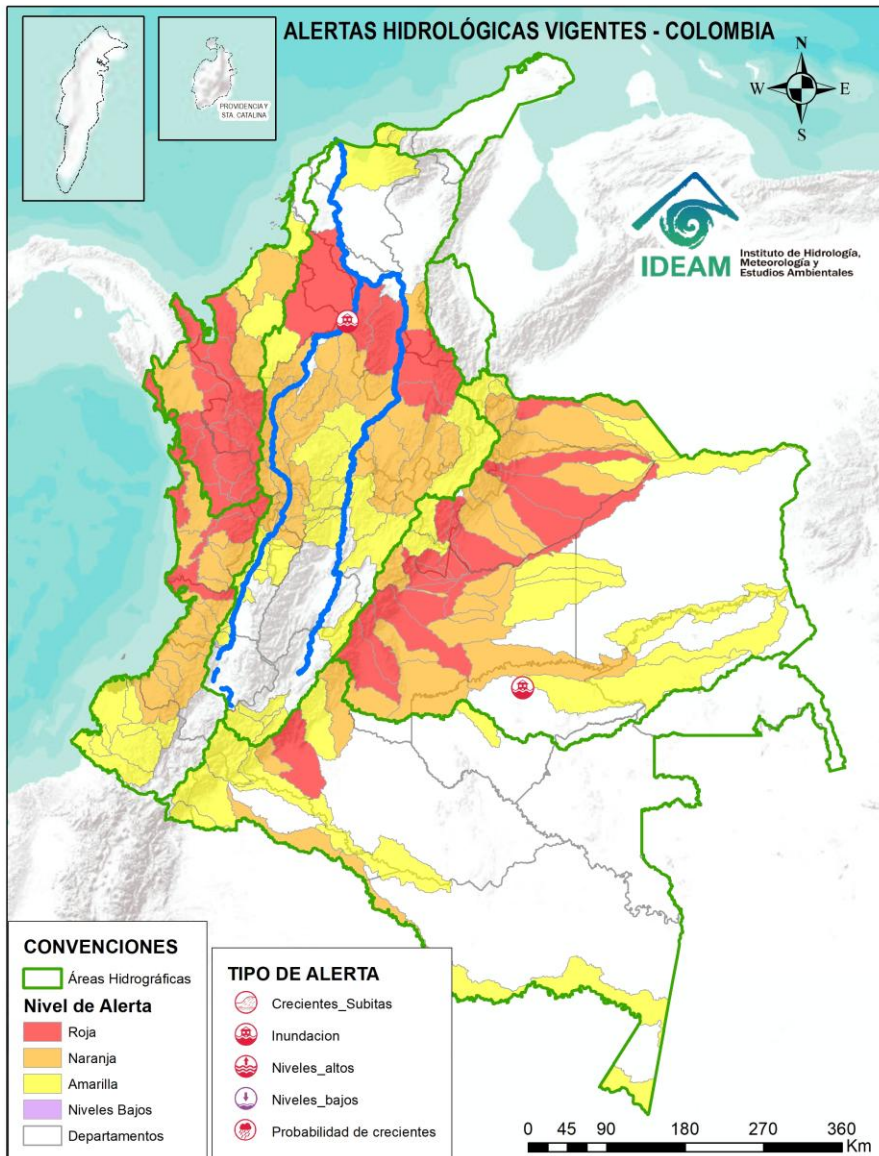 ALERTAS HIDROLÓGICAS VIGENTES - COLOMBIA
PROVIDENCIA Y
STA. CATALINA
N
W
E
S
IDEAM
Instituto de Hidrología,
Meteorología y
Estudios Ambientales
CONVENCIONES
Áreas Hidrográficas
Nivel de Alerta
Roja
Naranja
Amarilla
Niveles Bajos
Departamentos
TIPO DE ALERTA
Crecientes_Subitas
Inundacion
Niveles_altos
Niveles_bajos
Probabilidad de crecientes
0 45 90 180 270 360
Km